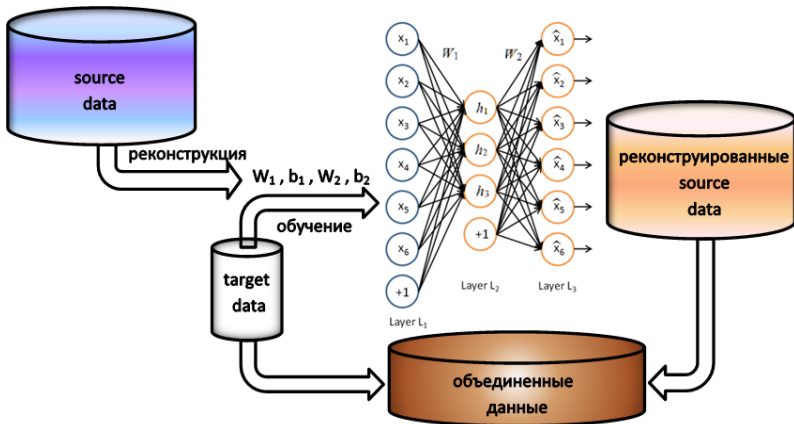 source
data
реконструкция
W₁ , b₁ , W₂ , b₂
обучение
target
data
x₁
x₂
x₃
x₄
x₅
x₆
+1
Layer L₁
W₁
h₁
h₂
h₃
+1
Layer L₂
W₂
x̂₁
x̂₂
x̂₃
x̂₄
x̂₅
x̂₆
Layer L₃
реконструированные
source
data
объединенные
данные